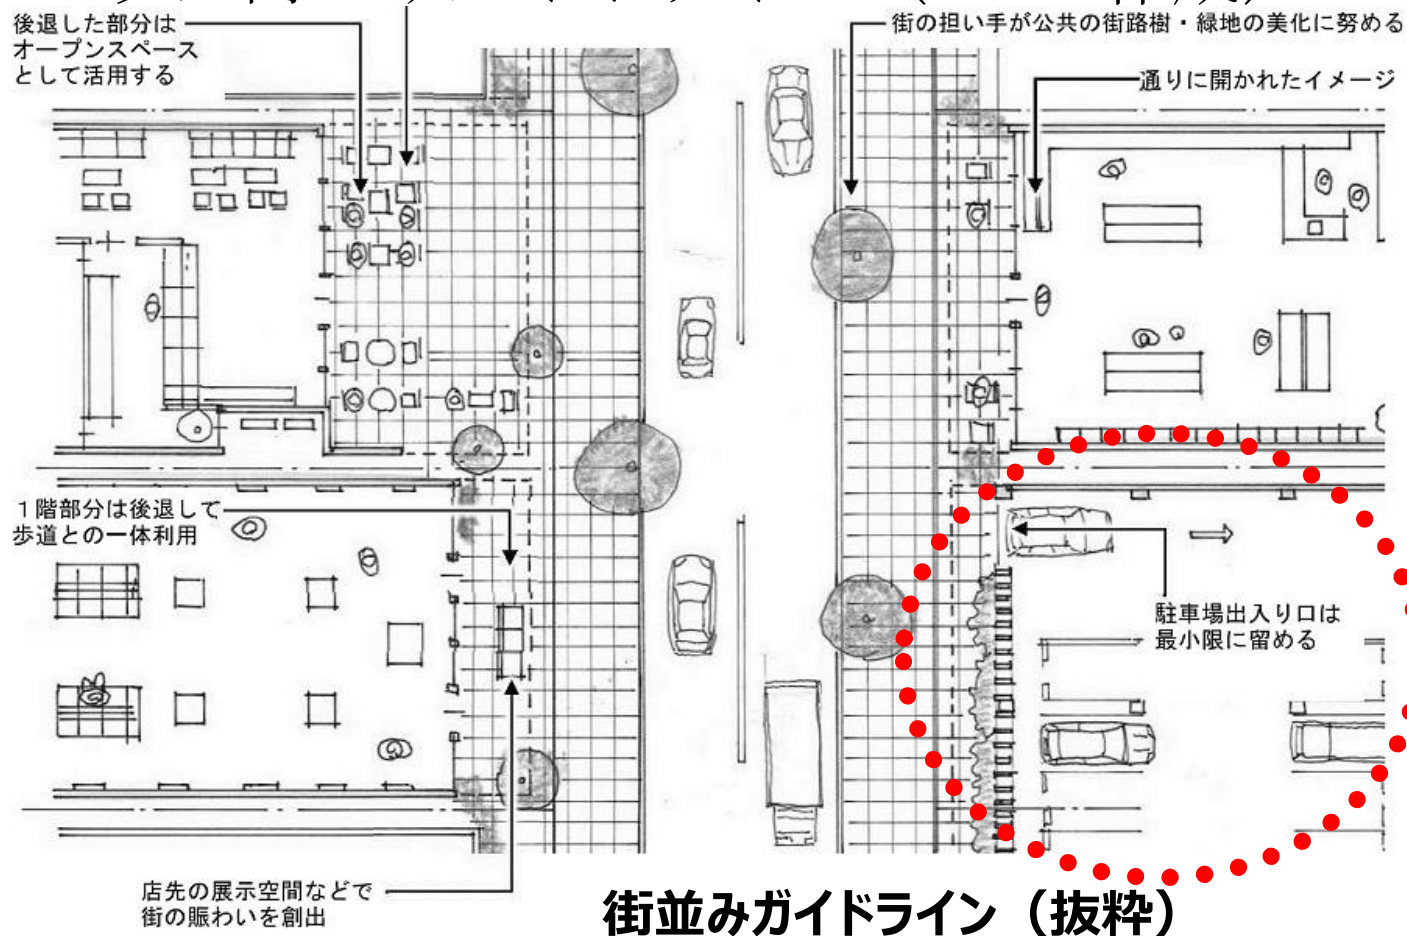 後退した部分は
オープンスペース
として活用する
街の担い手が公共の街路樹・緑地の美化に努める
通りに開かれたイメージ
1階部分は後退して
歩道との一体利用
駐車場出入り口は
最小限に留める
店先の展示空間などで
街の賑わいを創出
街並みガイドライン（抜粋）